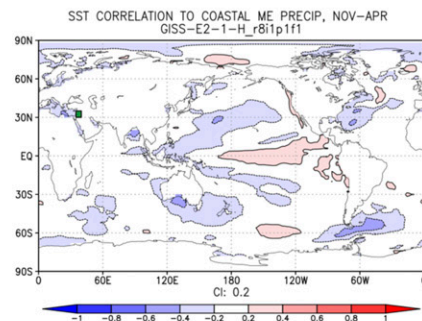 SST CORRELATION TO COASTAL ME PRECIP, NOV-APR
GISS-E2-1-H_r8i1p1f1
90N
60N
30N
EQ
30S
60S
90S
0 60E 120E 180 120W 60W 0
CI: 0.2
-1 -0.8 -0.6 -0.4 -0.2 0.2 0.4 0.6 0.8 1